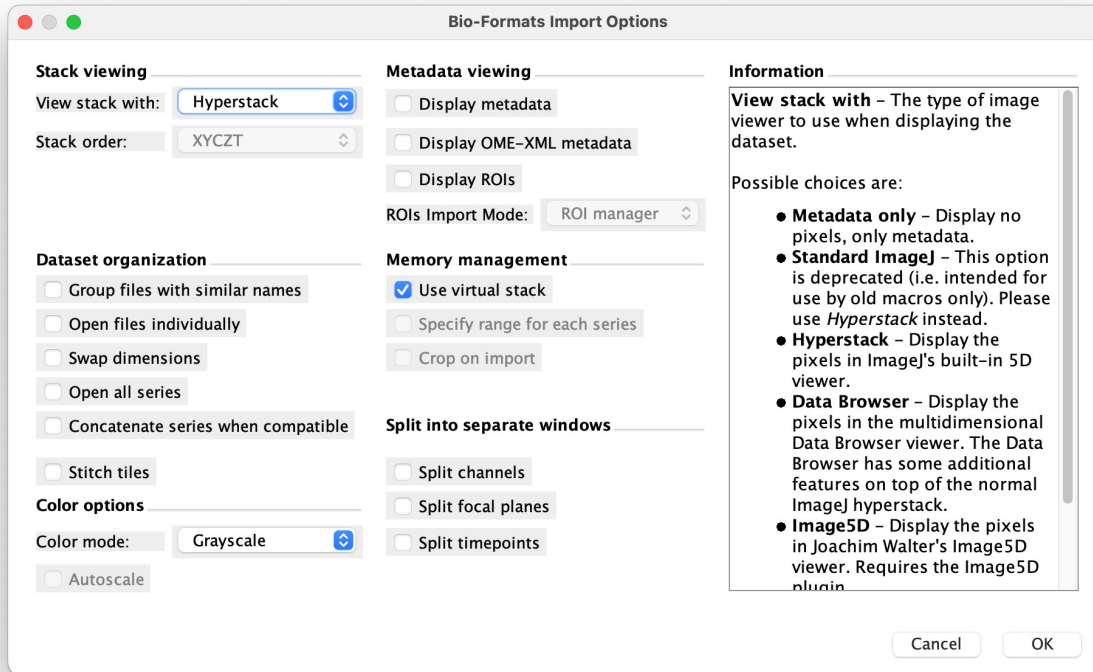 Bio-Formats Import Options
Stack viewing
View stack with: Hyperstack
Stack order: XYCZT
Metadata viewing
Display metadata
Display OME-XML metadata
Display ROIs
ROIs Import Mode: ROI manager
Dataset organization
Group files with similar names
Open files individually
Swap dimensions
Open all series
Concatenate series when compatible
Stitch tiles
Memory management
Use virtual stack
Specify range for each series
Crop on import
Color options
Color mode: Grayscale
Autoscale
Split into separate windows
Split channels
Split focal planes
Split timepoints
Information
View stack with – The type of image
viewer to use when displaying the
dataset.
Possible choices are:
● Metadata only – Display no
pixels, only metadata.
● Standard ImageJ – This option
is deprecated (i.e. intended for
use by old macros only). Please
use Hyperstack instead.
● Hyperstack – Display the
pixels in ImageJ's built-in 5D
viewer.
● Data Browser – Display the
pixels in the multidimensional
Data Browser viewer. The Data
Browser has some additional
features on top of the normal
ImageJ hyperstack.
● Image5D – Display the pixels
in Joachim Walter's Image5D
viewer. Requires the Image5D
plugin
Cancel
OK